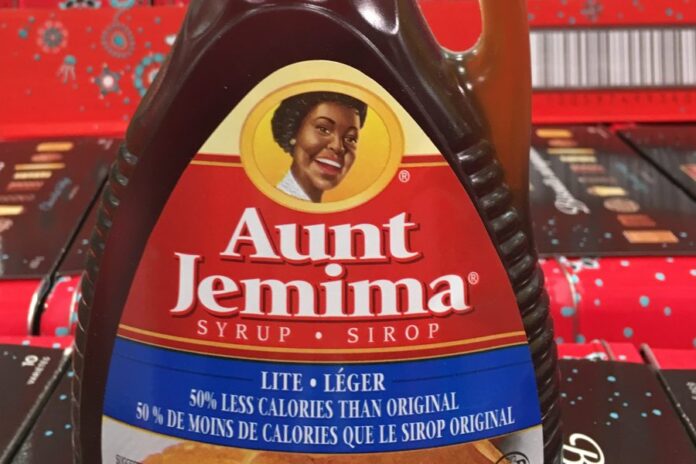 Aunt
Jemima®
SYRUP • SIROP
LITE • LÉGER
50% LESS CALORIES THAN ORIGINAL
50 % DE MOINS DE CALORIES QUE LE SIROP ORIGINAL
10